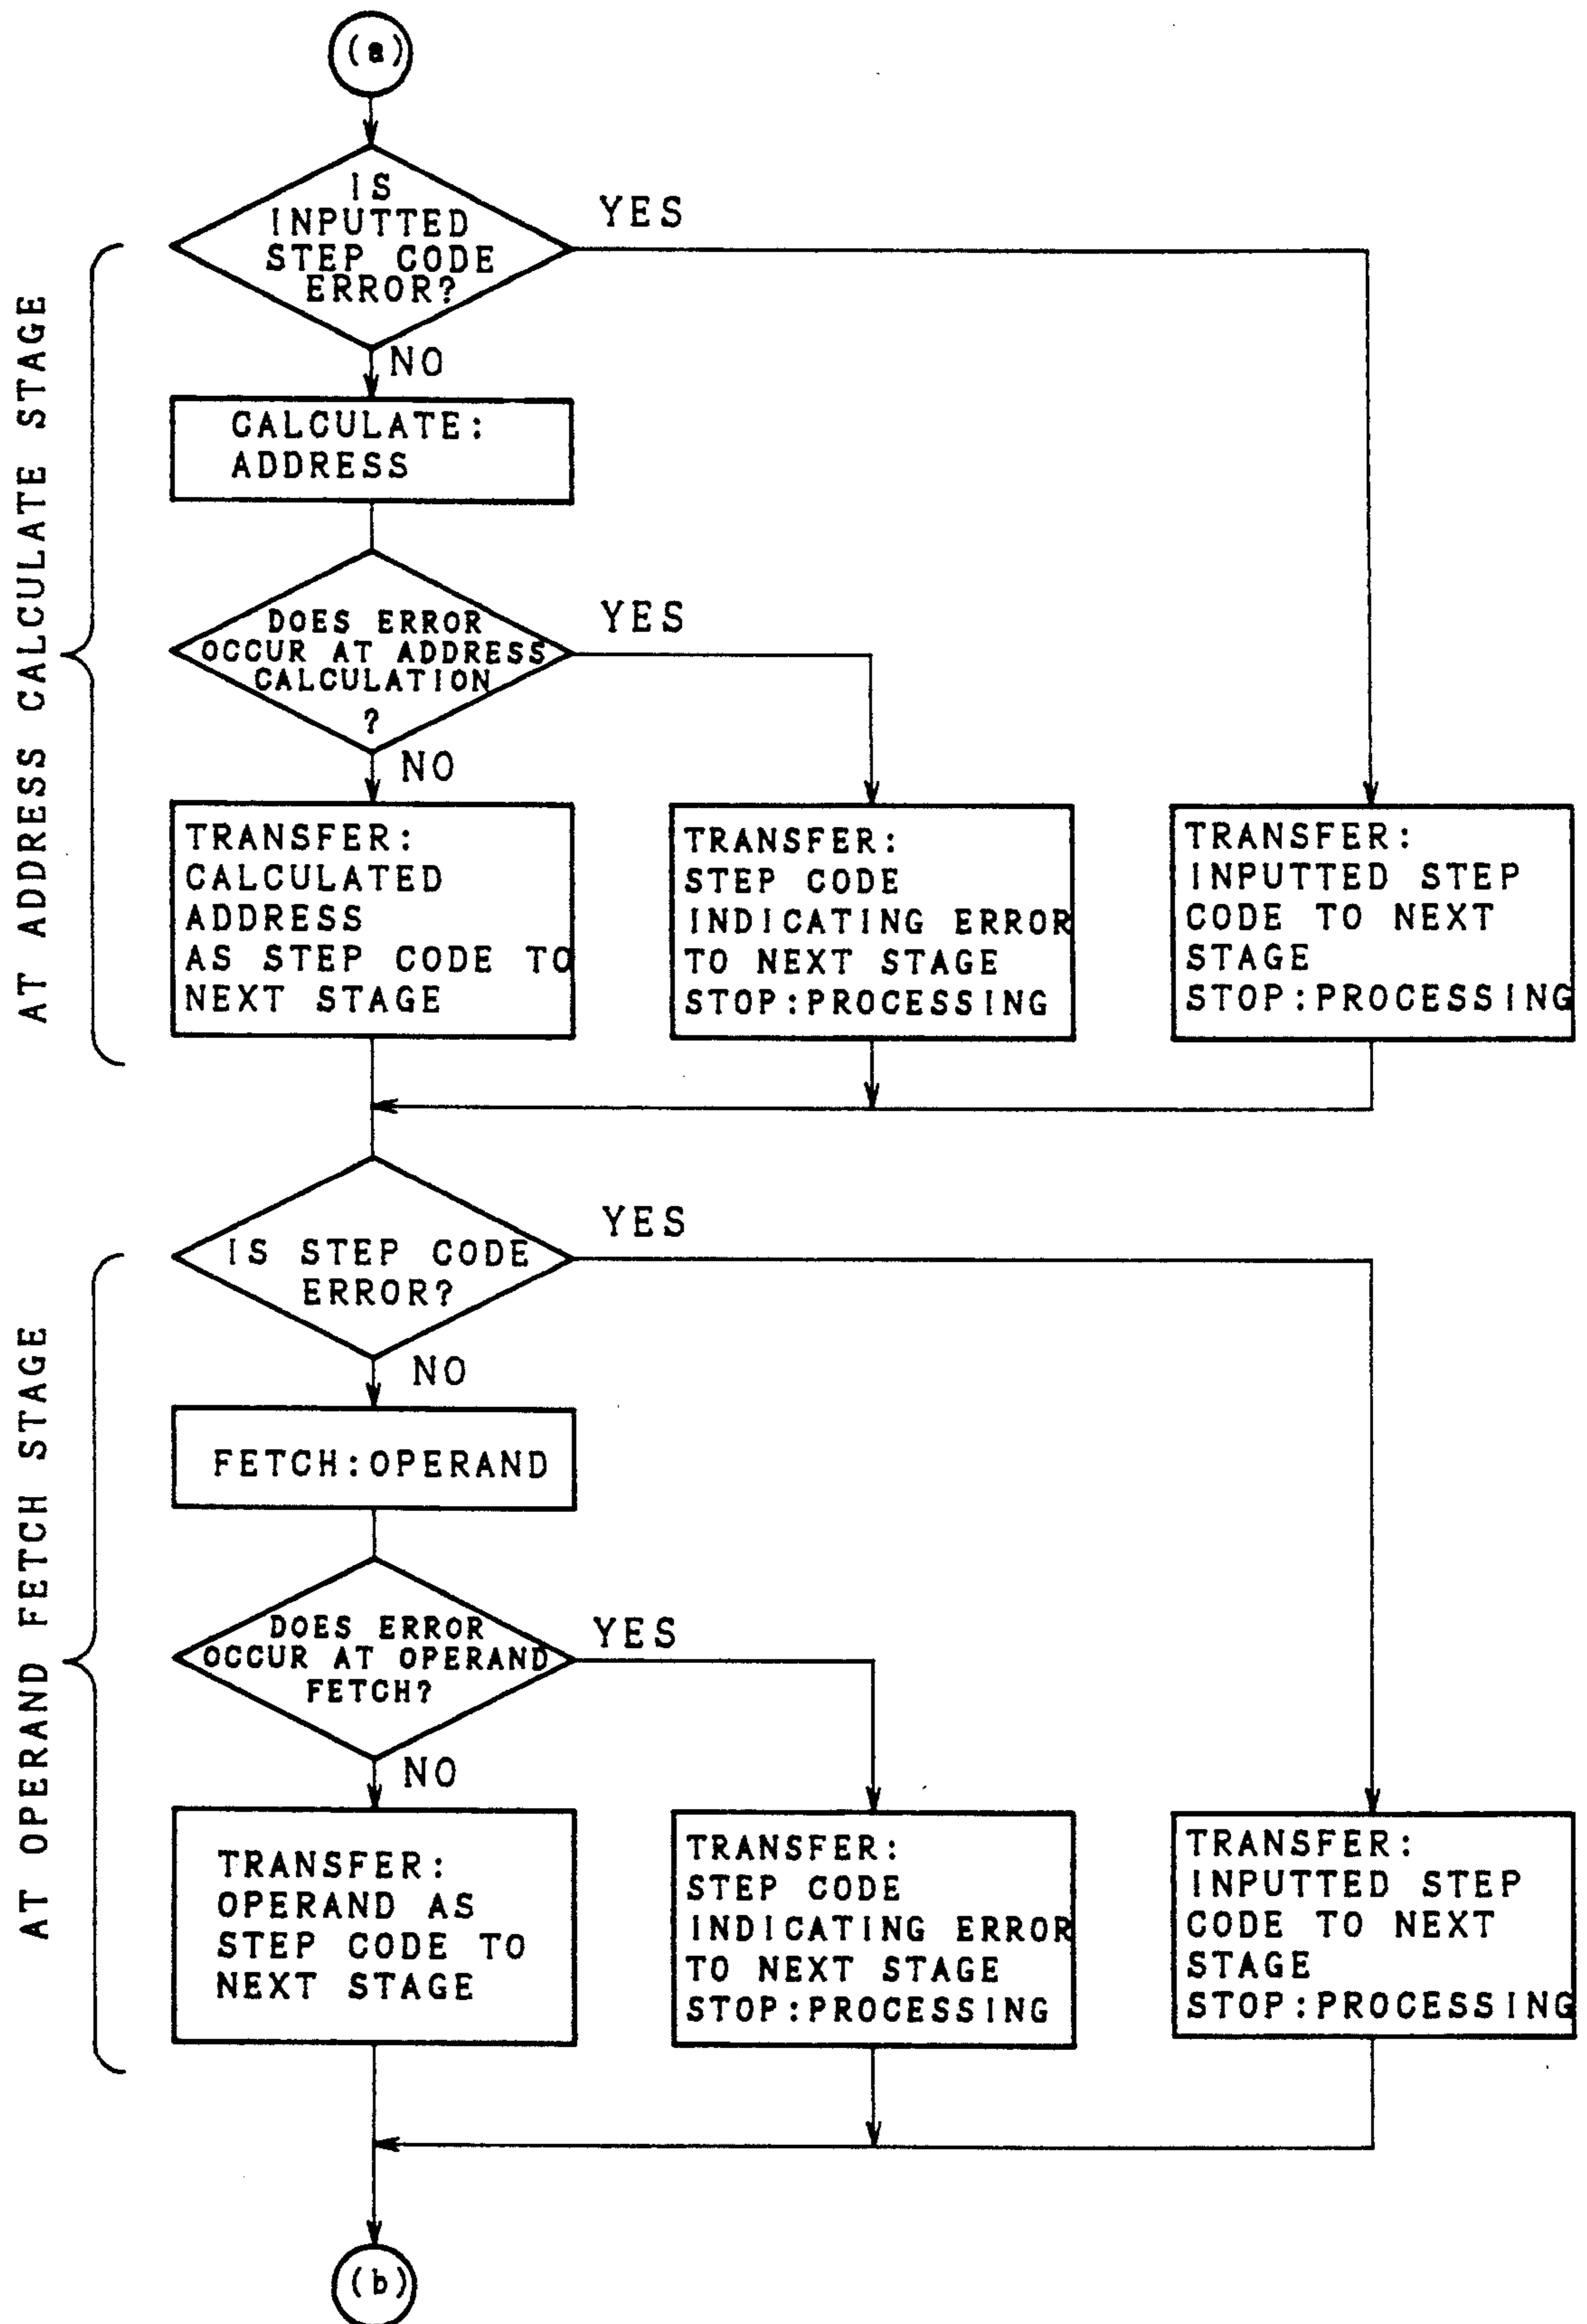 (a)
IS
INPUTTED
STEP CODE
ERROR?
YES
NO
CALCULATE:
ADDRESS
DOES ERROR
OCCUR AT ADDRESS
CALCULATION
?
YES
NO
TRANSFER:
CALCULATED
ADDRESS
AS STEP CODE TO
NEXT STAGE
TRANSFER:
STEP CODE
INDICATING ERROR
TO NEXT STAGE
STOP:PROCESSING
TRANSFER:
INPUTTED STEP
CODE TO NEXT
STAGE
STOP:PROCESSING
AT ADDRESS CALCULATE STAGE
IS STEP CODE
ERROR?
YES
NO
FETCH:OPERAND
DOES ERROR
OCCUR AT OPERAND
FETCH?
YES
NO
TRANSFER:
OPERAND AS
STEP CODE TO
NEXT STAGE
TRANSFER:
STEP CODE
INDICATING ERROR
TO NEXT STAGE
STOP:PROCESSING
TRANSFER:
INPUTTED STEP
CODE TO NEXT
STAGE
STOP:PROCESSING
AT OPERAND FETCH STAGE
(b)